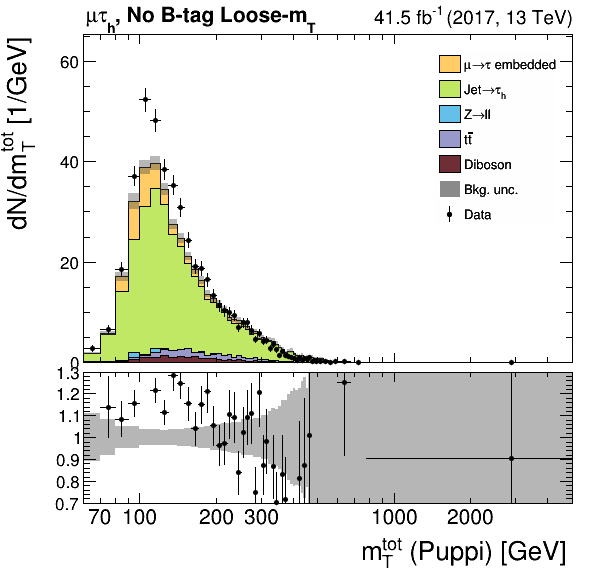 μτh, No B-tag Loose-mT 41.5 fb⁻¹ (2017, 13 TeV)
dN/dmTtot [1/GeV]
60
40
20
0
μ→τ embedded
Jet→τh
Z→ll
tt̄
Diboson
Bkg. unc.
Data
1.3
1.2
1.1
1
0.9
0.8
0.7
70 100 200 300 1000 2000
mTtot (Puppi) [GeV]